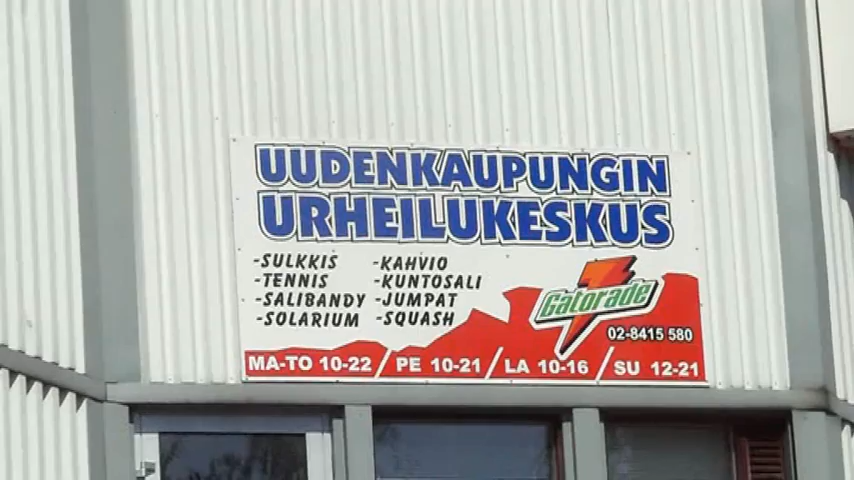 UUDENKAUPUNGIN
URHEILUKESKUS
-SULKKIS -KAHVIO
-TENNIS -KUNTOSALI
-SALIBANDY -JUMPAT
-SOLARIUM -SQUASH
Gatorade
02-8415 580
MA-TO 10-22 / PE 10-21 / LA 10-16 / SU 12-21